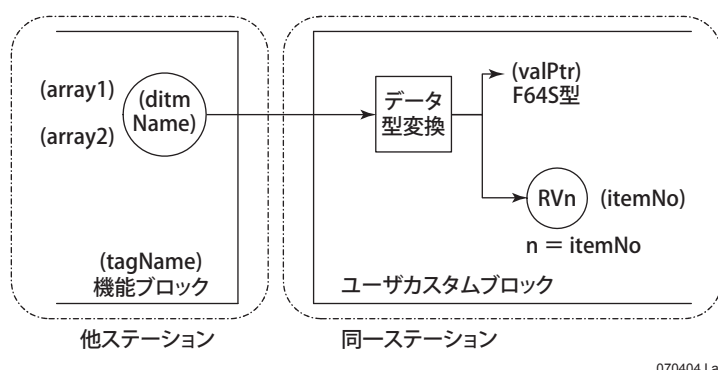 (array1)
(array2)
(ditm
Name)
(tagName)
機能ブロック
他ステーション
データ
型変換
(valPtr)
F64S型
RVn
(itemNo)
n = itemNo
ユーザカスタムブロック
同一ステーション